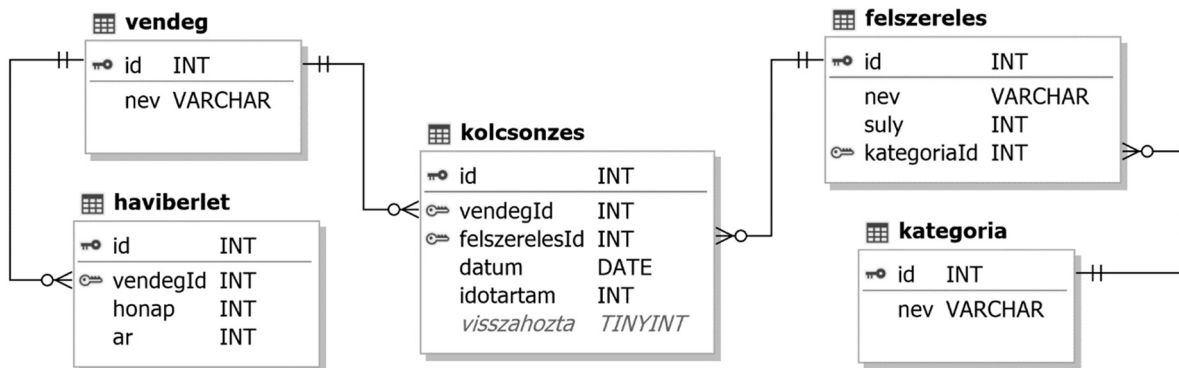 vendeg
id INT
nev VARCHAR
haviberlet
id INT
vendegId INT
honap INT
ar INT
kolcsonzes
id INT
vendegId INT
felszerelesId INT
datum DATE
idotartam INT
visszahozta TINYINT
felszereles
id INT
nev VARCHAR
suly INT
kategoriaId INT
kategoria
id INT
nev VARCHAR